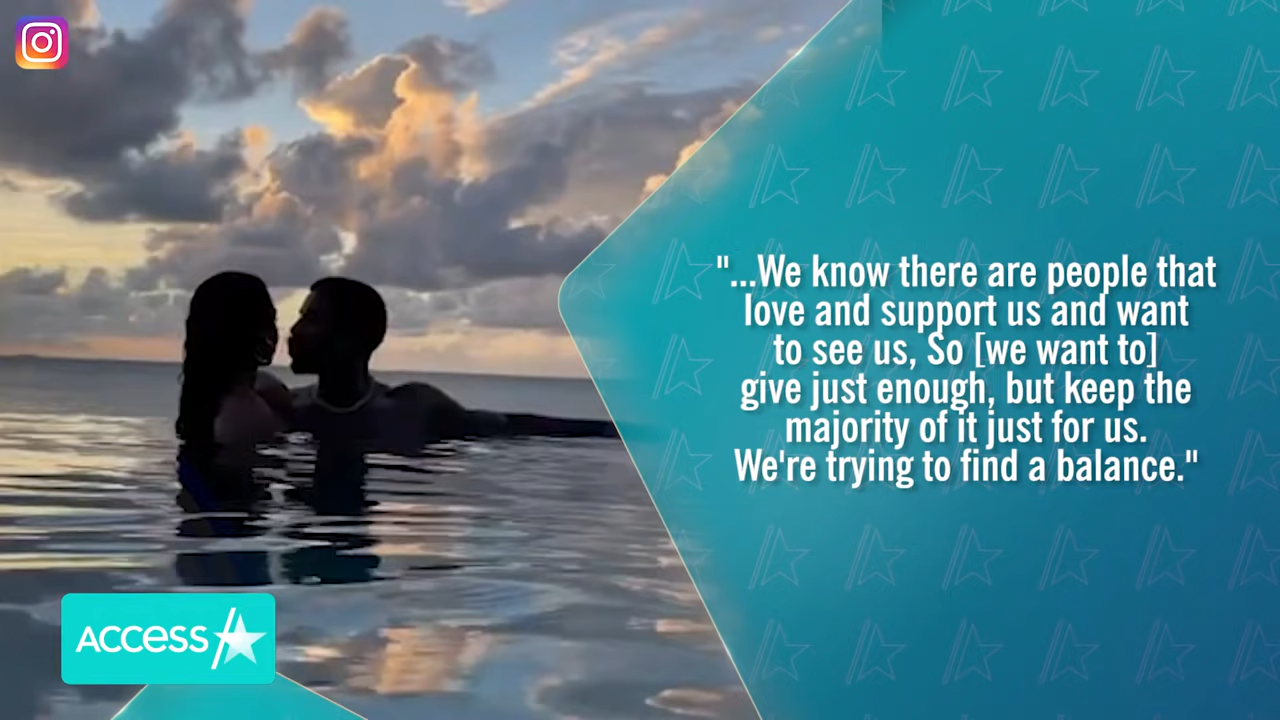 "...We know there are people that
love and support us and want
to see us, So [we want to]
give just enough, but keep the
majority of it just for us.
We're trying to find a balance."
ACCESS